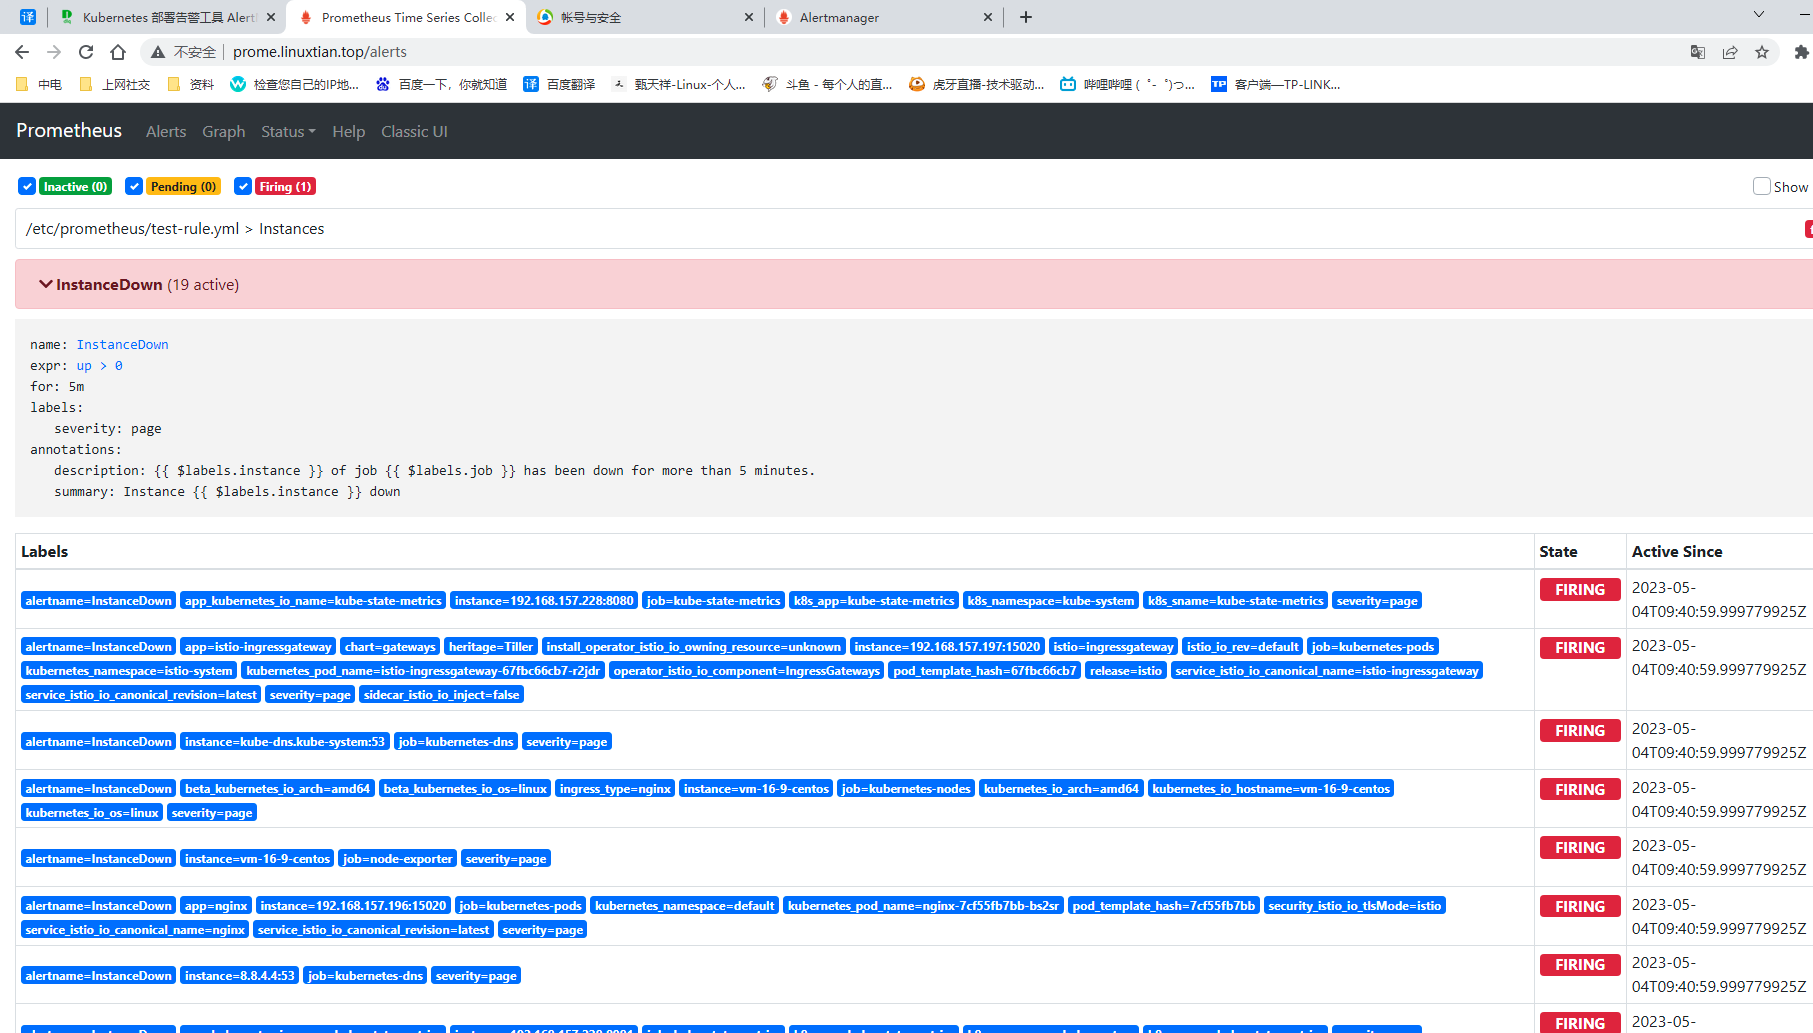 译 Kubernetes 部署告警工具 Alert Prometheus Time Series Collec 帐号与安全 Alertmanager
不安全 prome.linuxtian.top/alerts
中电 上网社交 资料 检查您自己的IP地... 百度一下，你就知道 译 百度翻译 甄天祥-Linux-个人... 斗鱼 - 每个人的直... 虎牙直播-技术驱动... 哔哩哔哩 (゜-゜)つ... TP 客户端—TP-LINK...
Prometheus Alerts Graph Status Help Classic UI
Inactive (0) Pending (0) Firing (1) Show
/etc/prometheus/test-rule.yml > Instances
InstanceDown (19 active)
name: InstanceDown
expr: up > 0
for: 5m
labels:
severity: page
annotations:
description: {{ $labels.instance }} of job {{ $labels.job }} has been down for more than 5 minutes.
summary: Instance {{ $labels.instance }} down
Labels State Active Since
alertname=InstanceDown app_kubernetes_io_name=kube-state-metrics instance=192.168.157.228:8080 job=kube-state-metrics k8s_app=kube-state-metrics k8s_namespace=kube-system k8s_sname=kube-state-metrics severity=page FIRING 2023-05-
04T09:40:59.999779925Z
alertname=InstanceDown app=istio-ingressgateway chart=gateways heritage=Tiller install_operator_istio_io_owning_resource=unknown instance=192.168.157.197:15020 istio=ingressgateway istio_io_rev=default job=kubernetes-pods FIRING 2023-05-
kubernetes_namespace=istio-system kubernetes_pod_name=istio-ingressgateway-67fbc66cb7-r2jdr operator_istio_io_component=IngressGateways pod_template_hash=67fbc66cb7 release=istio service_istio_io_canonical_name=istio-ingressgateway 04T09:40:59.999779925Z
service_istio_io_canonical_revision=latest severity=page sidecar_istio_io_inject=false
alertname=InstanceDown instance=kube-dns.kube-system:53 job=kubernetes-dns severity=page FIRING 2023-05-
04T09:40:59.999779925Z
alertname=InstanceDown beta_kubernetes_io_arch=amd64 beta_kubernetes_io_os=linux ingress_type=nginx instance=vm-16-9-centos job=kubernetes-nodes kubernetes_io_arch=amd64 kubernetes_io_hostname=vm-16-9-centos FIRING 2023-05-
kubernetes_io_os=linux severity=page 04T09:40:59.999779925Z
alertname=InstanceDown instance=vm-16-9-centos job=node-exporter severity=page FIRING 2023-05-
04T09:40:59.999779925Z
alertname=InstanceDown app=nginx instance=192.168.157.196:15020 job=kubernetes-pods kubernetes_namespace=default kubernetes_pod_name=nginx-7cf55fb7bb-bs2sr pod_template_hash=7cf55fb7bb security_istio_io_tlsMode=istio FIRING 2023-05-
service_istio_io_canonical_name=nginx service_istio_io_canonical_revision=latest severity=page 04T09:40:59.999779925Z
alertname=InstanceDown instance=8.8.4.4:53 job=kubernetes-dns severity=page FIRING 2023-05-
04T09:40:59.999779925Z
FIRING 2023-05-